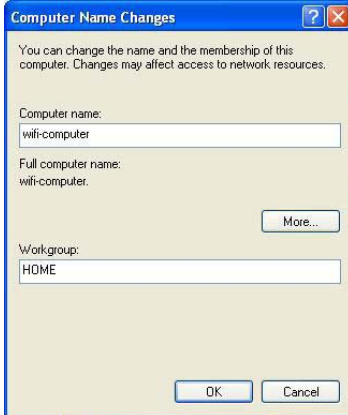 Computer Name Changes
You can change the name and the membership of this
computer. Changes may affect access to network resources.
Computer name:
wifi-computer
Full computer name:
wifi-computer.
More...
Workgroup:
HOME
OK Cancel